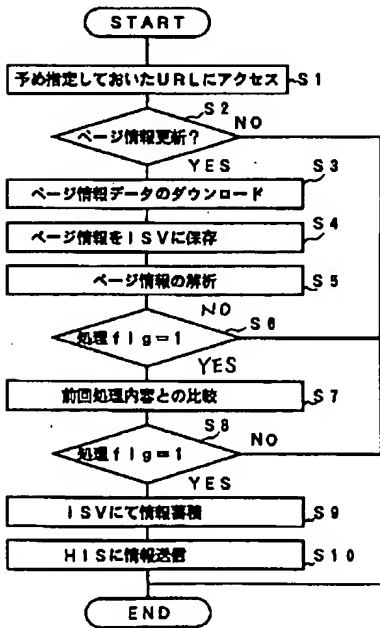 START
予め指定しておいたURLにアクセス S1
S2
ページ情報更新? NO
YES
S3
ページ情報データのダウンロード
S4
ページ情報をISVに保存
S5
ページ情報の解析
NO
S6
処理flg=1
YES
前回処理内容との比較 S7
S8
処理flg=1 NO
YES
ISVにて情報蓄積 S9
HISに情報送信 S10
END